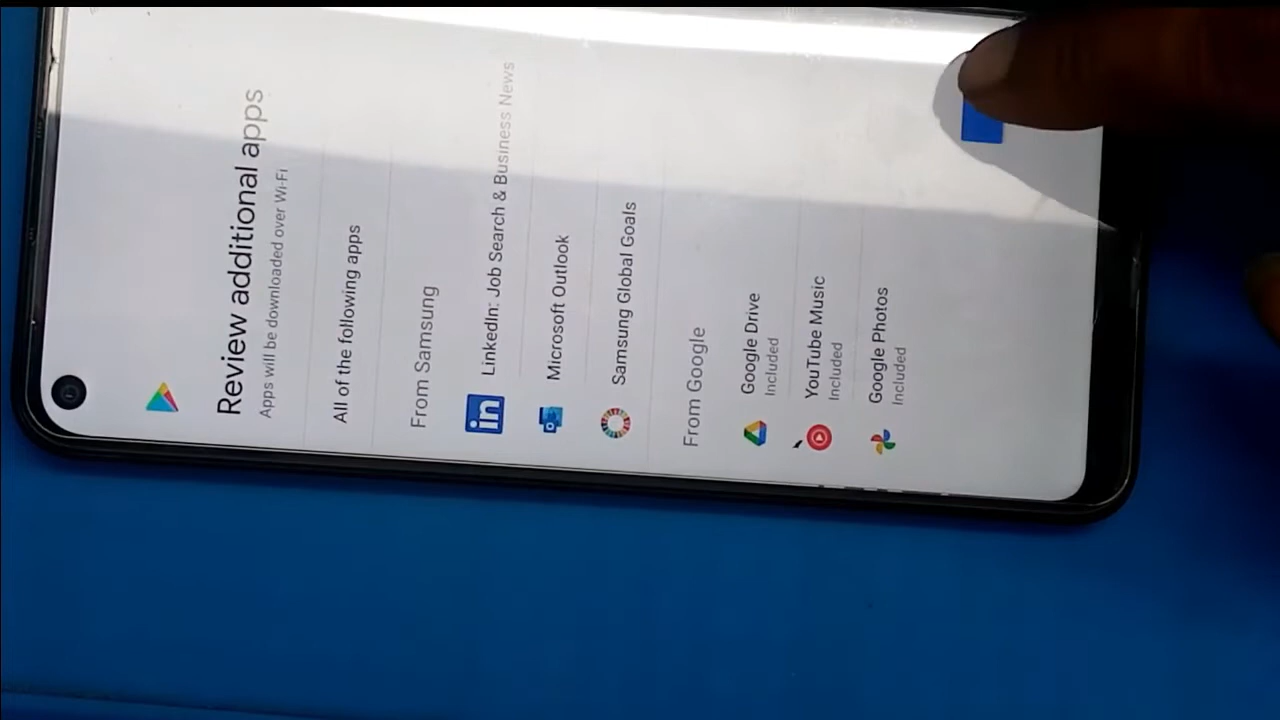 Review additional apps
Apps will be downloaded over Wi-Fi
All of the following apps
From Samsung
in
LinkedIn: Job Search & Business News
Microsoft Outlook
Samsung Global Goals
From Google
Google Drive
Included
YouTube Music
Included
Google Photos
Included